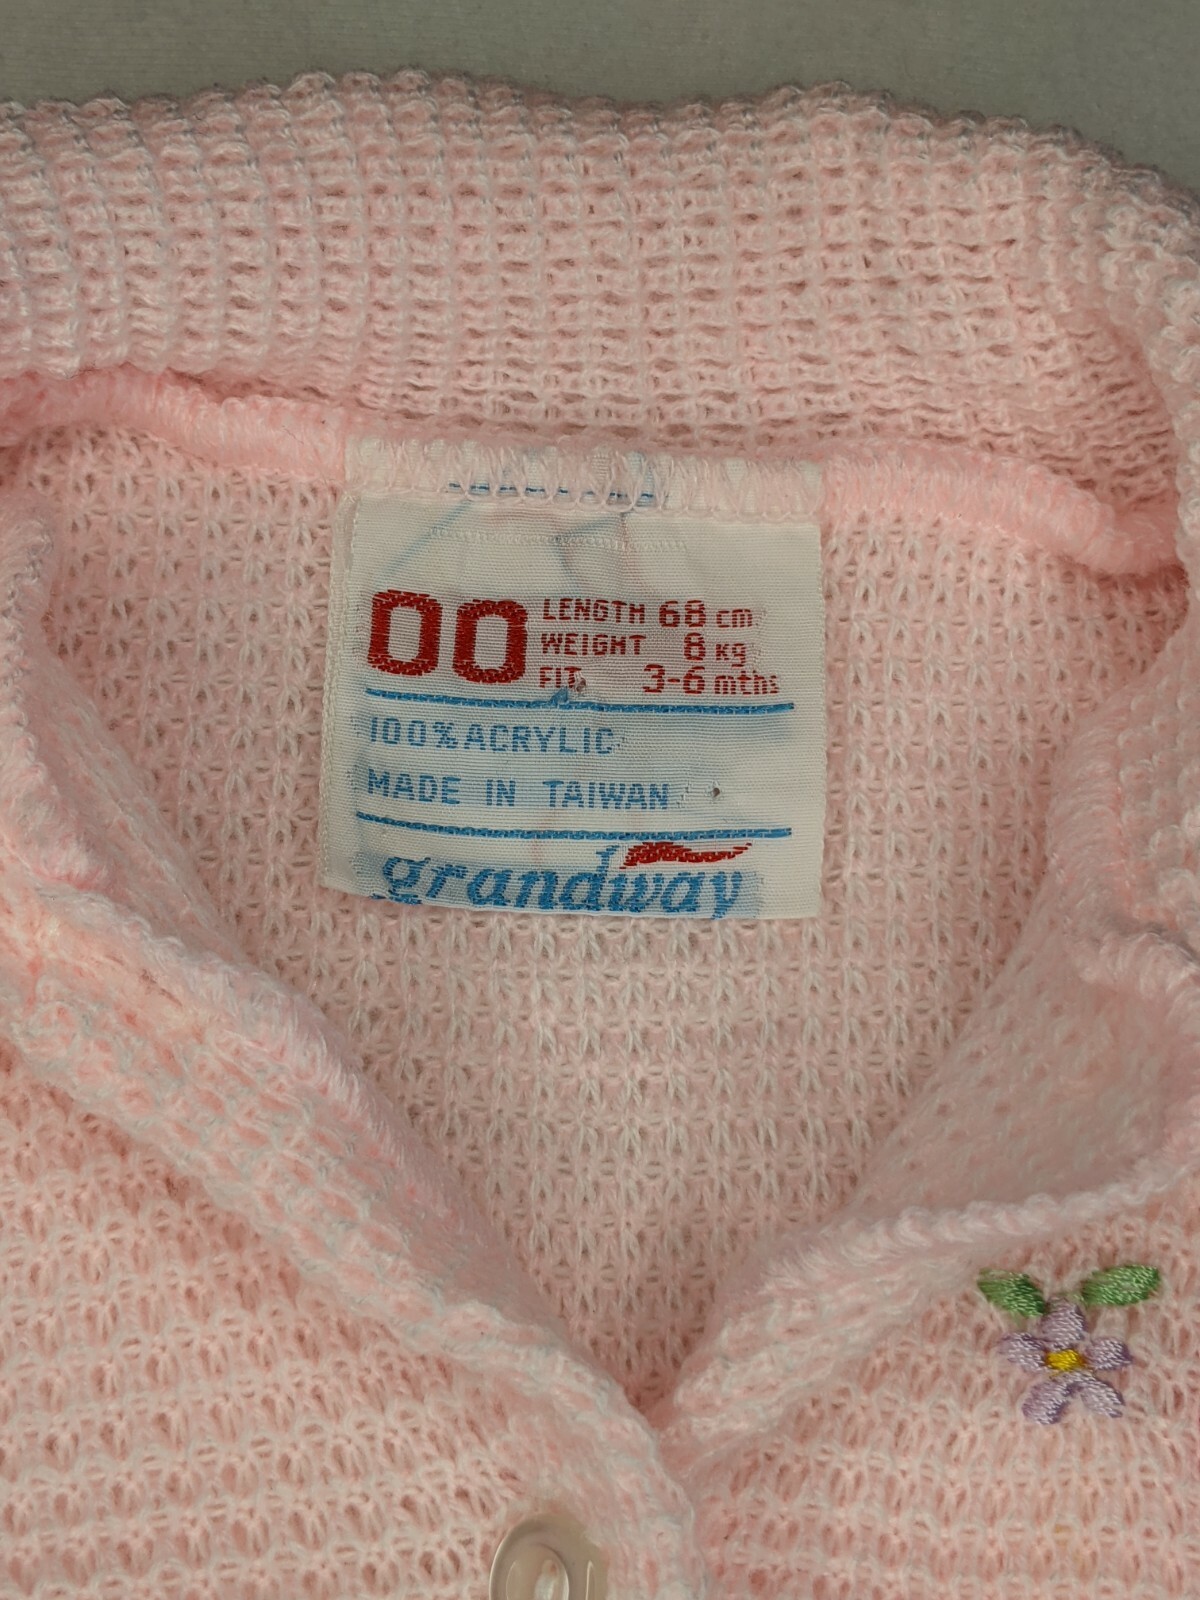 00
LENGTH 68 cm
WEIGHT 8 Kg
FIT 3-6 mths
100% ACRYLIC
MADE IN TAIWAN
grandway